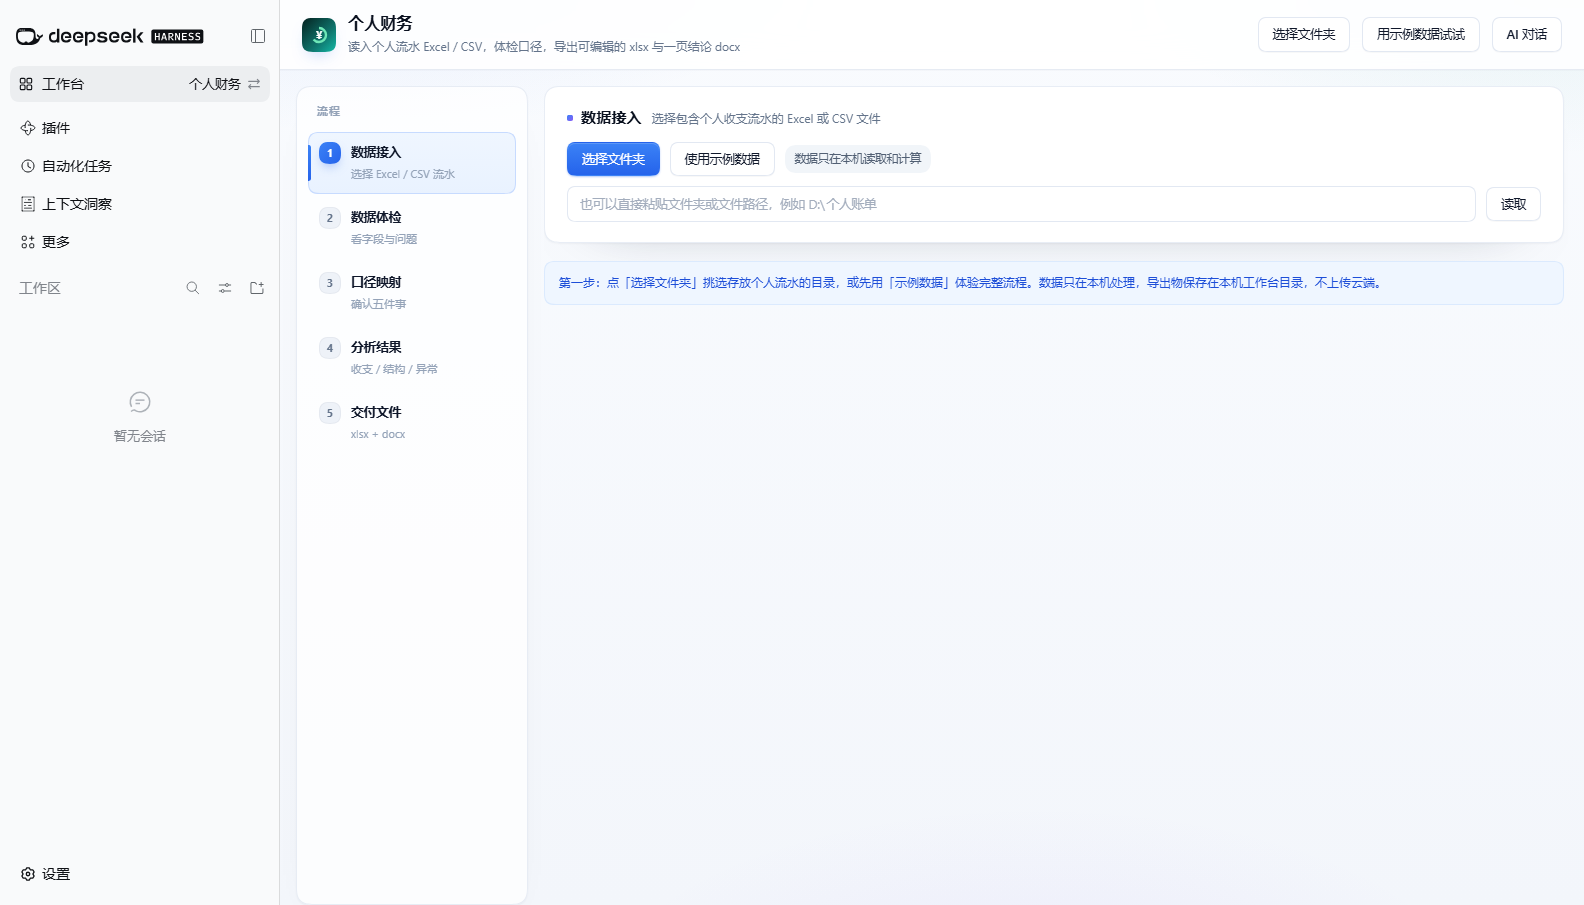 deepseek HARNESS
工作台
个人财务
插件
自动化任务
上下文洞察
更多
工作区
暂无会话
设置
个人财务
读入个人流水 Excel / CSV，体检口径，导出可编辑的 xlsx 与一页结论 docx
选择文件夹
用示例数据试试
AI 对话
流程
1
数据接入
选择 Excel / CSV 流水
2
数据体检
看字段与问题
3
口径映射
确认五件事
4
分析结果
收支 / 结构 / 异常
5
交付文件
xlsx + docx
数据接入 选择包含个人收支流水的 Excel 或 CSV 文件
选择文件夹
使用示例数据
数据只在本机读取和计算
也可以直接粘贴文件夹或文件路径，例如 D:\个人账单
读取
第一步：点「选择文件夹」挑选存放个人流水的目录，或先用「示例数据」体验完整流程。数据只在本机处理，导出物保存在本机工作台目录，不上传云端。